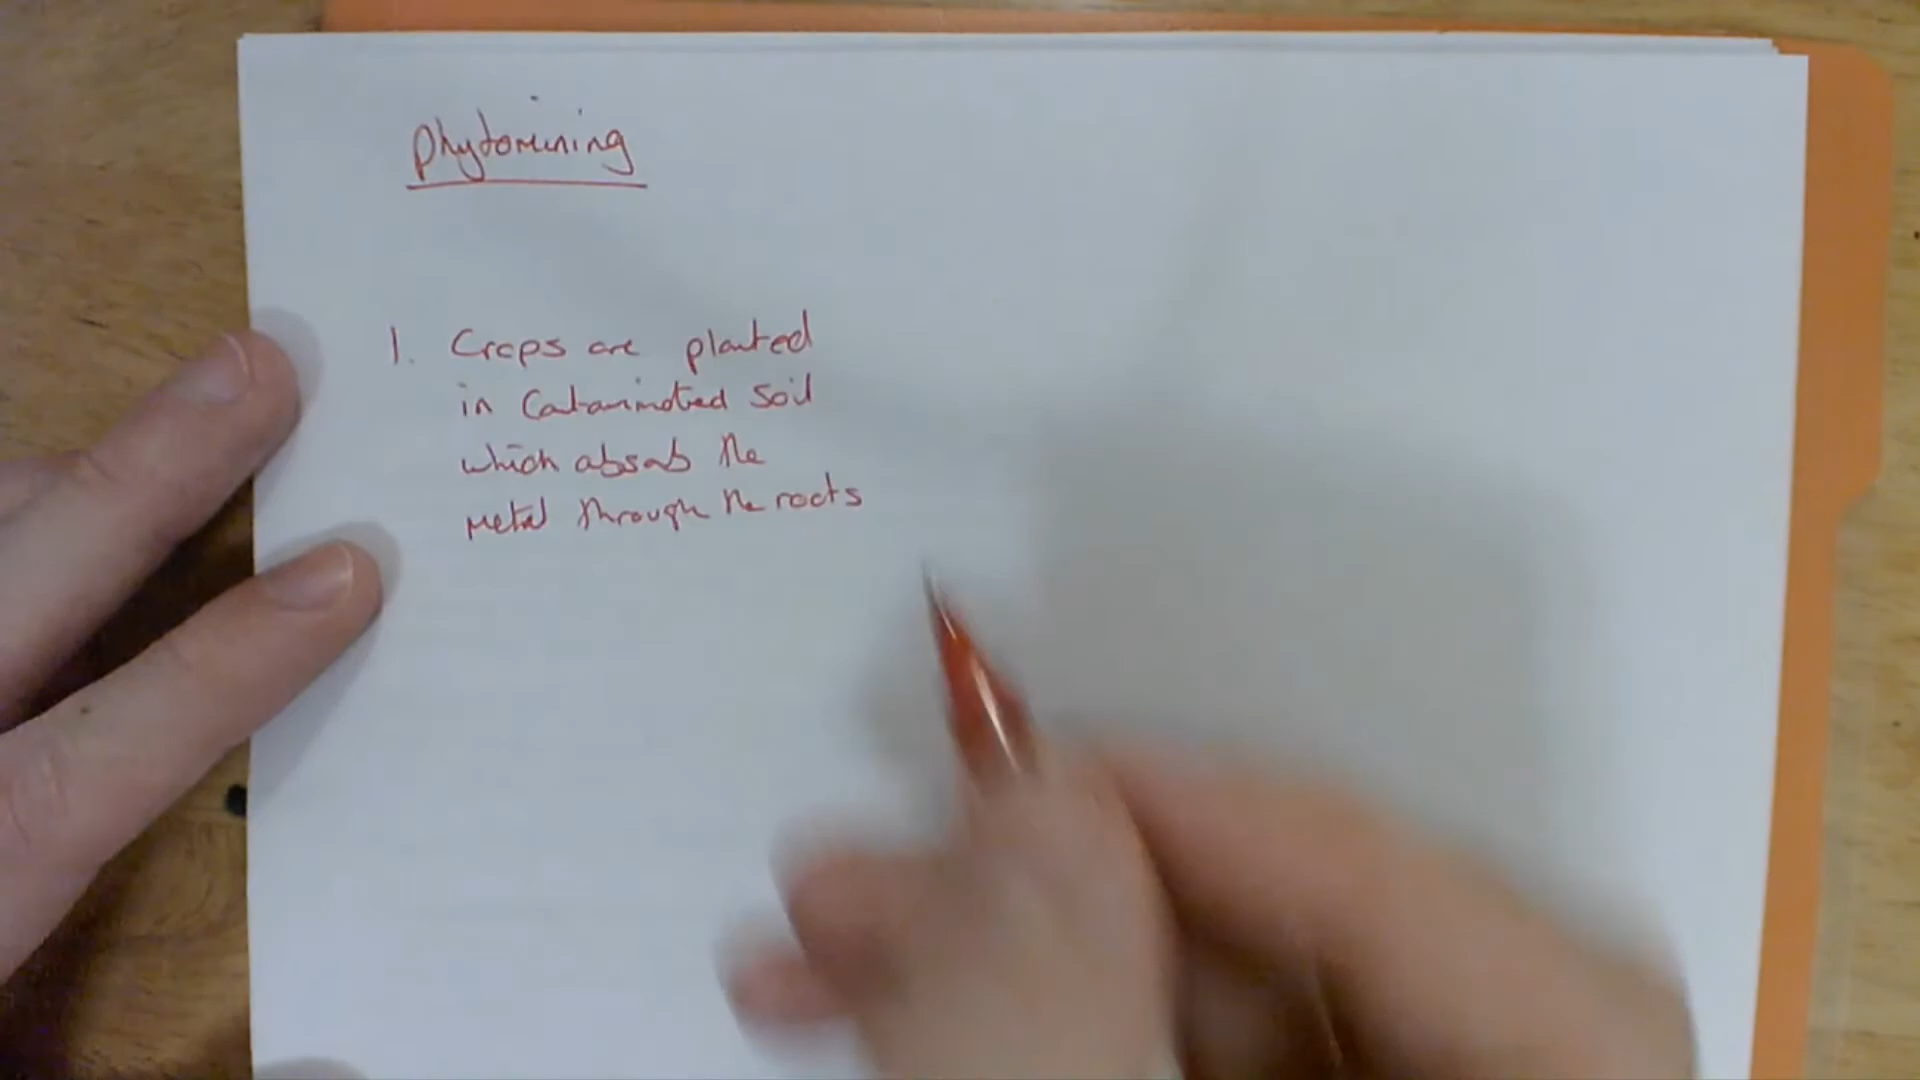 Phytomining
1. Crops are planted
in Contaminated Soil
which absorb the
metal through the roots